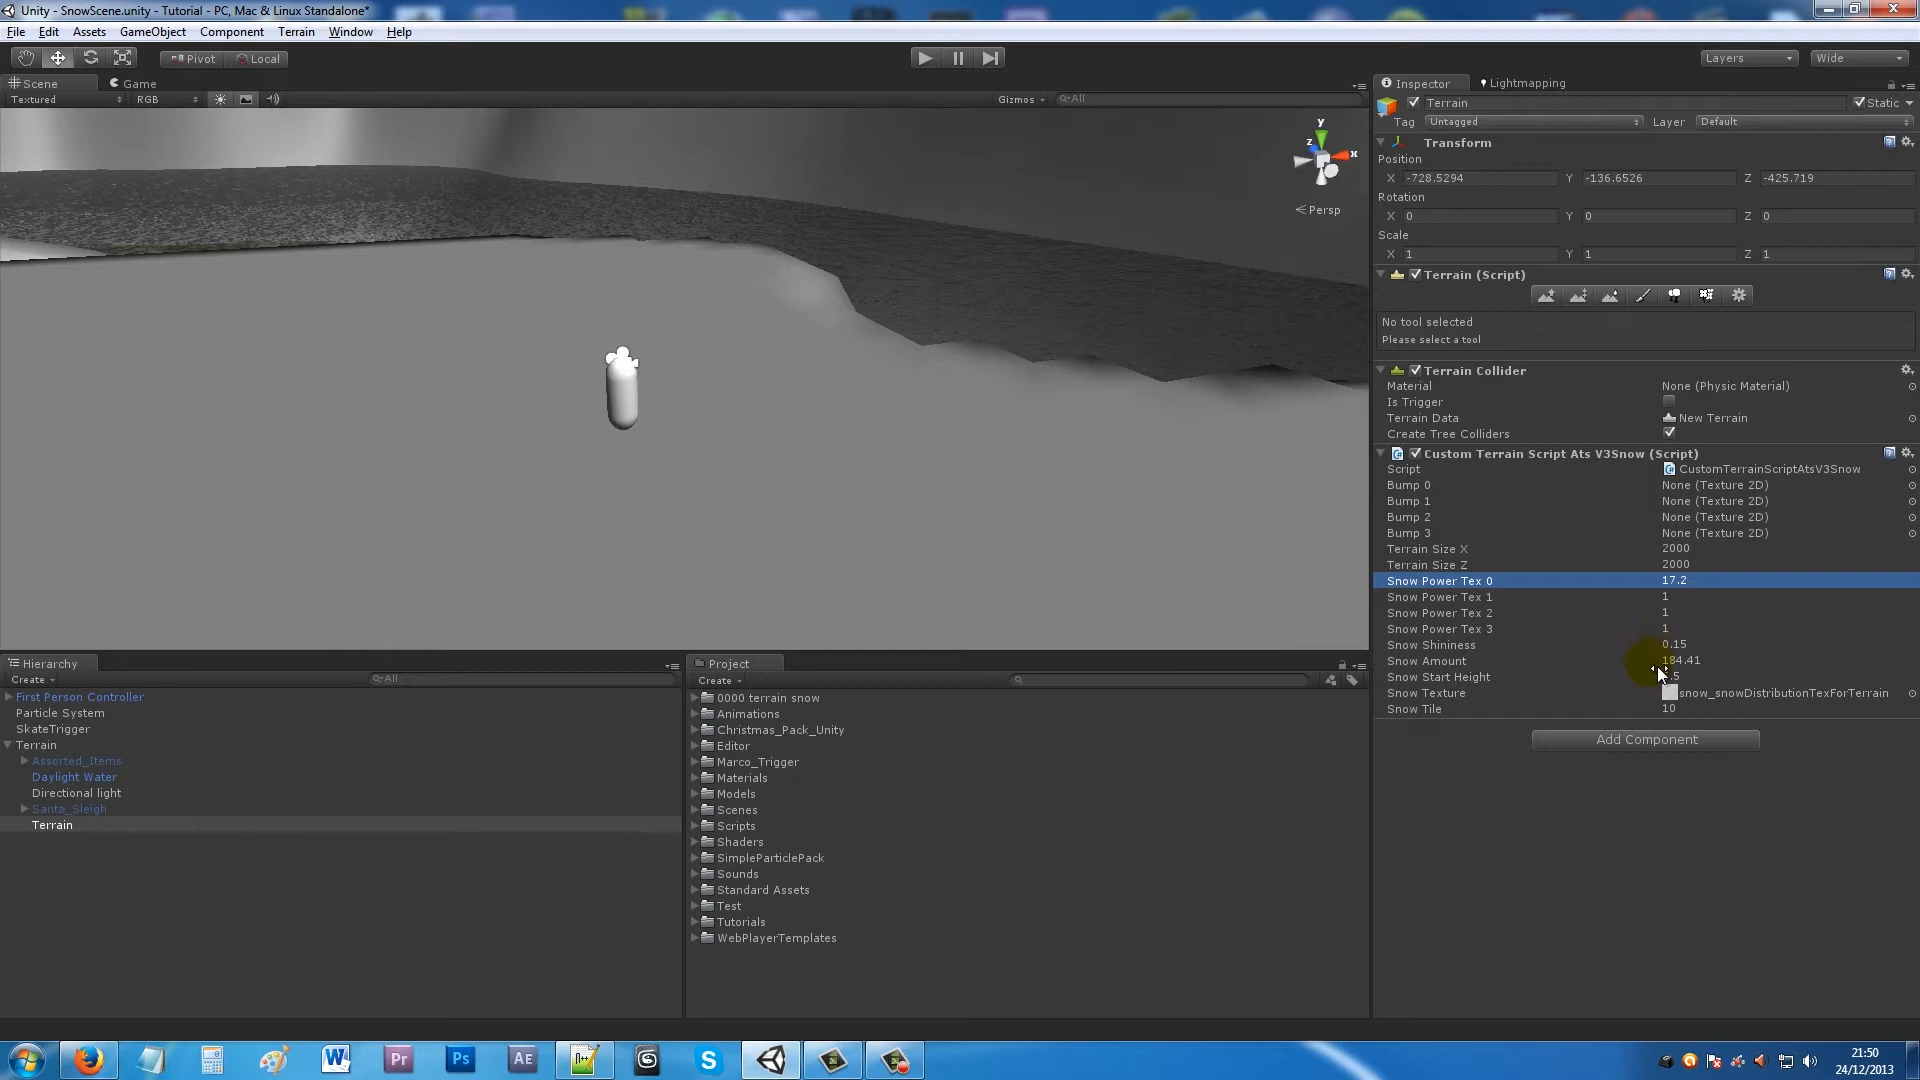 Unity - SnowScene.unity - Tutorial - PC, Mac & Linux Standalone*
File Edit Assets GameObject Component Terrain Window Help
Pivot Local Layers Wide
Scene Game
Textured RGB Gizmos All
y
z
x
Persp
Inspector Lightmapping
Terrain Static
Tag Untagged Layer Default
Transform
Position
X -728.5294 Y -136.6526 Z -425.719
Rotation
X 0 Y 0 Z 0
Scale
X 1 Y 1 Z 1
Terrain (Script)
No tool selected
Please select a tool
Terrain Collider
Material None (Physic Material)
Is Trigger
Terrain Data New Terrain
Create Tree Colliders
Custom Terrain Script Ats V3Snow (Script)
Script CustomTerrainScriptAtsV3Snow
Bump 0 None (Texture 2D)
Bump 1 None (Texture 2D)
Bump 2 None (Texture 2D)
Bump 3 None (Texture 2D)
Terrain Size X 2000
Terrain Size Z 2000
Snow Power Tex 0 17.2
Snow Power Tex 1 1
Snow Power Tex 2 1
Snow Power Tex 3 1
Snow Shininess 0.15
Snow Amount 184.41
Snow Start Height
Snow Texture snow_snowDistributionTexForTerrain
Snow Tile 10
Add Component
Hierarchy
Create All
First Person Controller
Particle System
SkateTrigger
Terrain
Assorted_Items
Daylight Water
Directional light
Santa_Sleigh
Terrain
Project
Create
0000 terrain snow
Animations
Christmas_Pack_Unity
Editor
Marco_Trigger
Materials
Models
Scenes
Scripts
Shaders
SimpleParticlePack
Sounds
Standard Assets
Test
Tutorials
WebPlayerTemplates
W Pr Ps AE S
21:50
24/12/2013